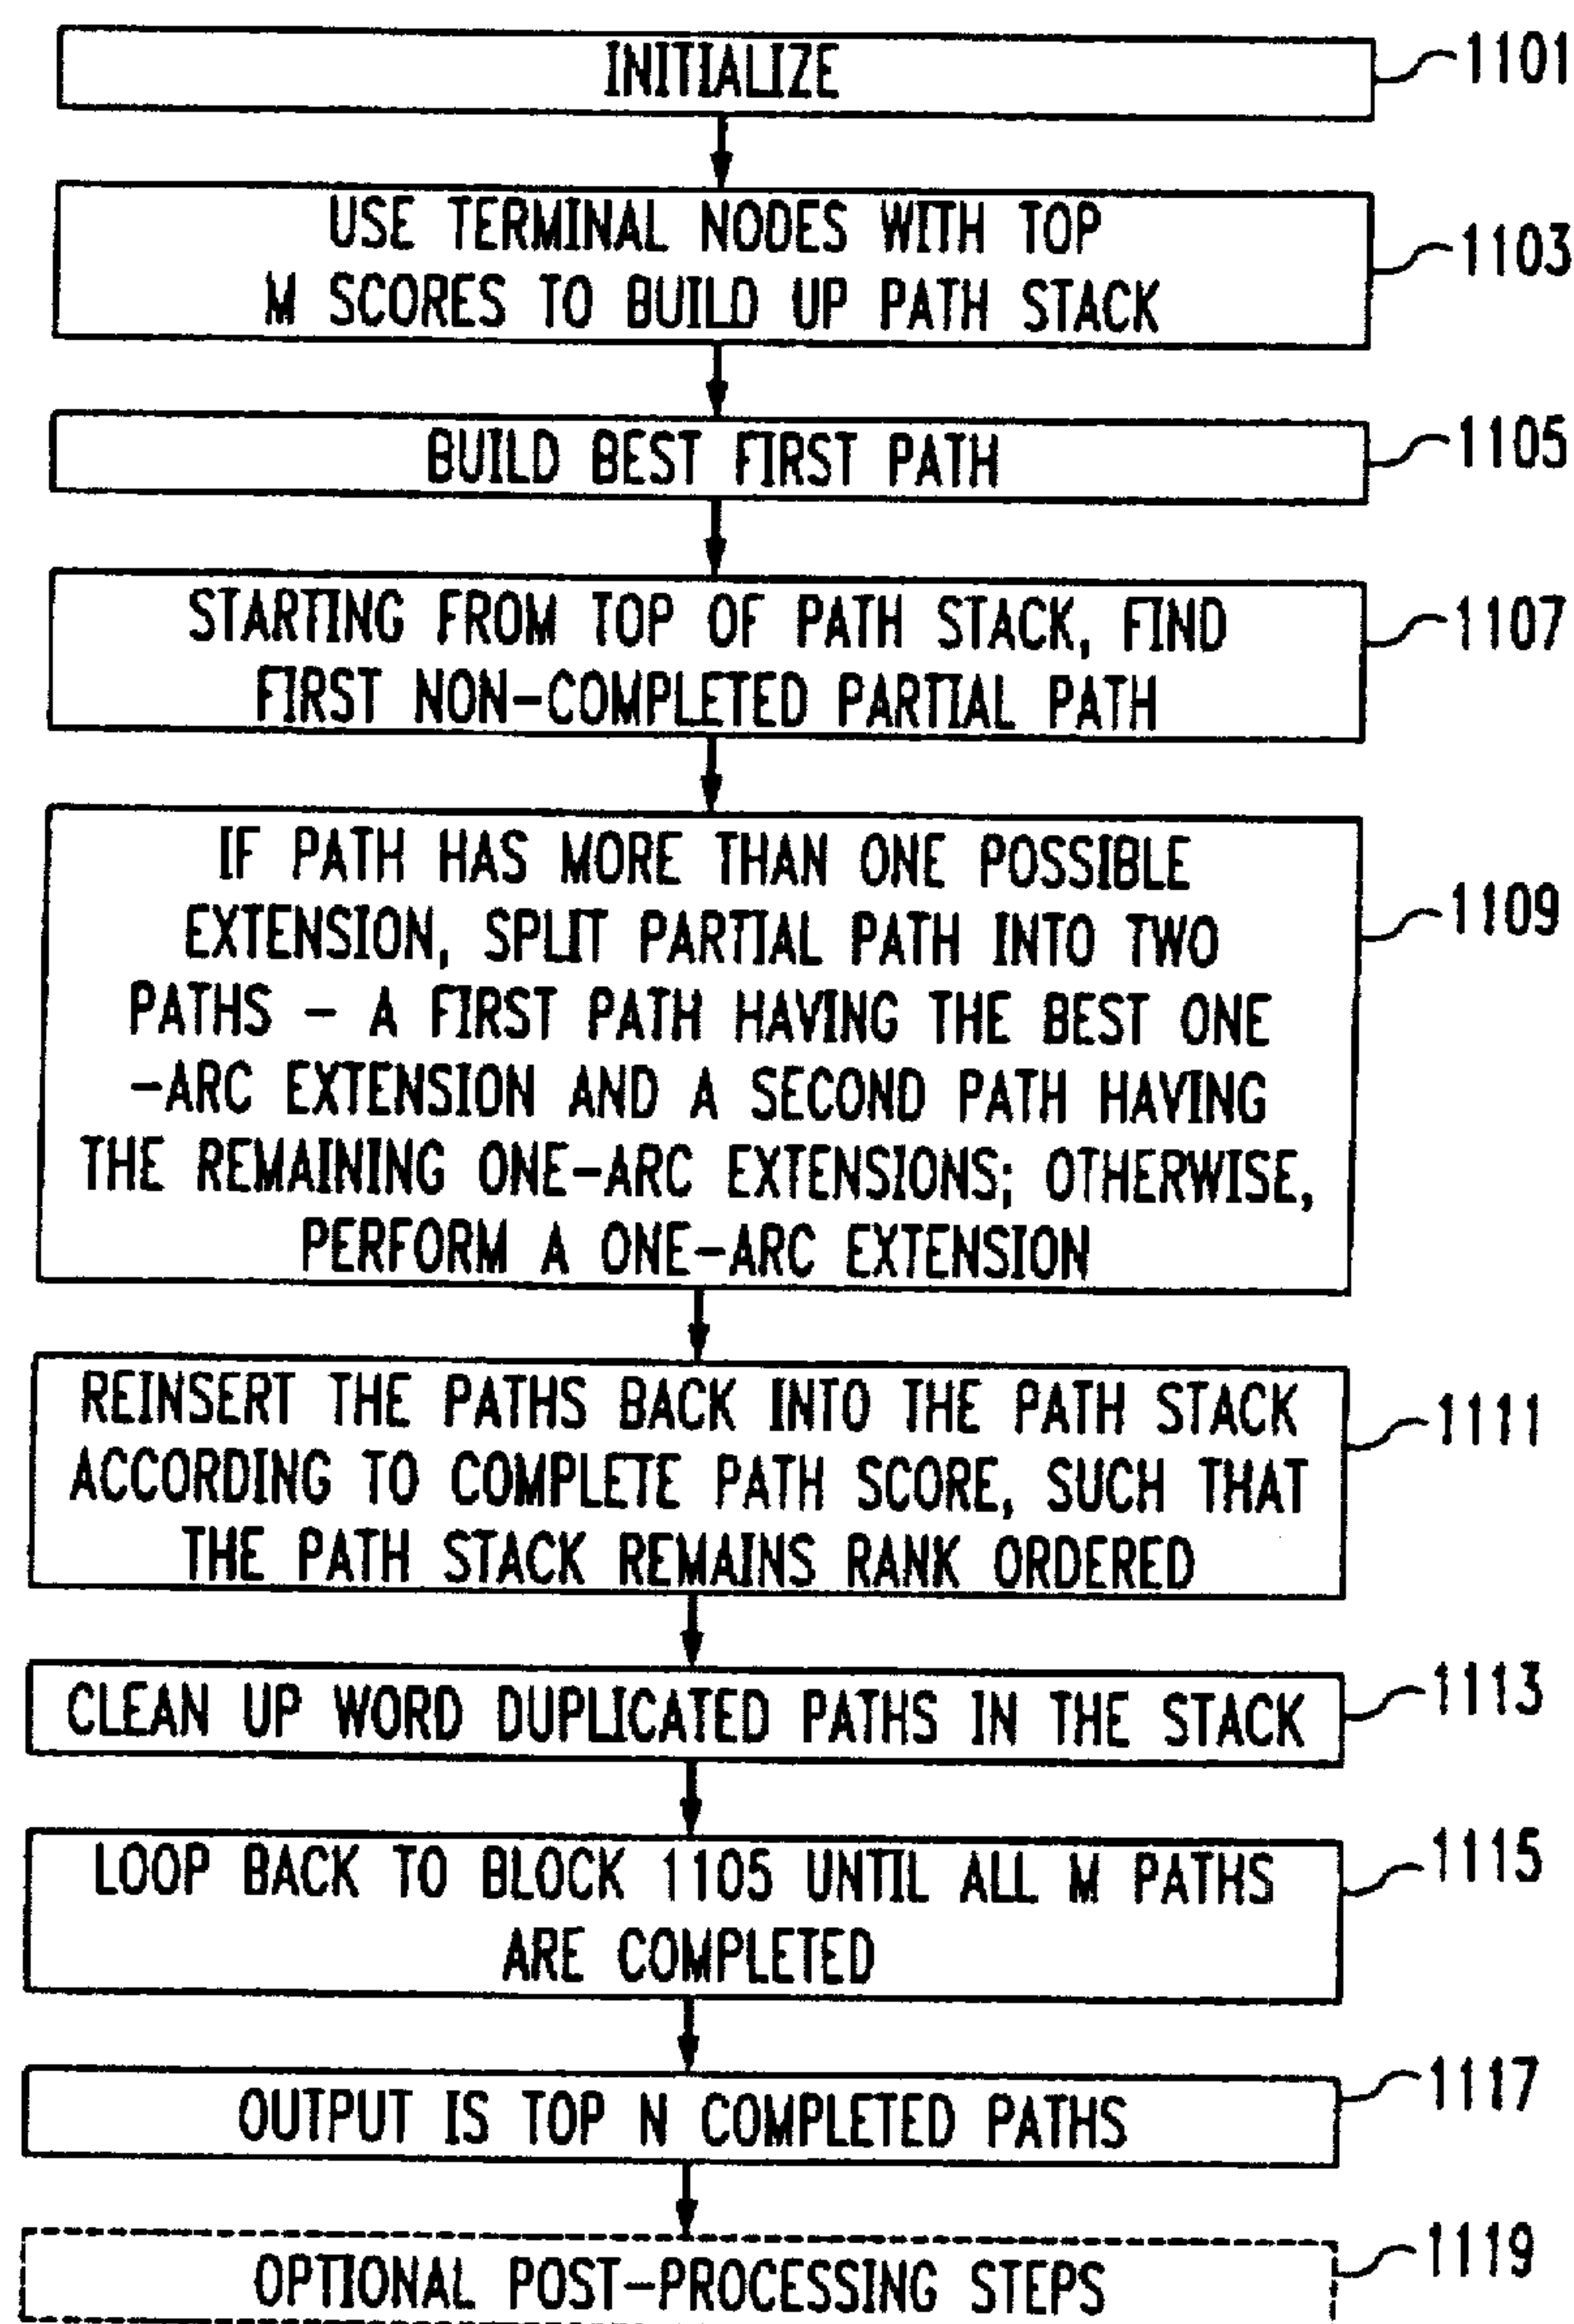 INITIALIZE
1101
USE TERMINAL NODES WITH TOP
M SCORES TO BUILD UP PATH STACK
1103
BUILD BEST FIRST PATH
1105
STARTING FROM TOP OF PATH STACK, FIND
FIRST NON-COMPLETED PARTIAL PATH
1107
IF PATH HAS MORE THAN ONE POSSIBLE
EXTENSION, SPLIT PARTIAL PATH INTO TWO
PATHS - A FIRST PATH HAVING THE BEST ONE
-ARC EXTENSION AND A SECOND PATH HAVING
THE REMAINING ONE-ARC EXTENSIONS; OTHERWISE,
PERFORM A ONE-ARC EXTENSION
1109
REINSERT THE PATHS BACK INTO THE PATH STACK
ACCORDING TO COMPLETE PATH SCORE, SUCH THAT
THE PATH STACK REMAINS RANK ORDERED
1111
CLEAN UP WORD DUPLICATED PATHS IN THE STACK
1113
LOOP BACK TO BLOCK 1105 UNTIL ALL M PATHS
ARE COMPLETED
1115
OUTPUT IS TOP N COMPLETED PATHS
1117
OPTIONAL POST-PROCESSING STEPS
1119